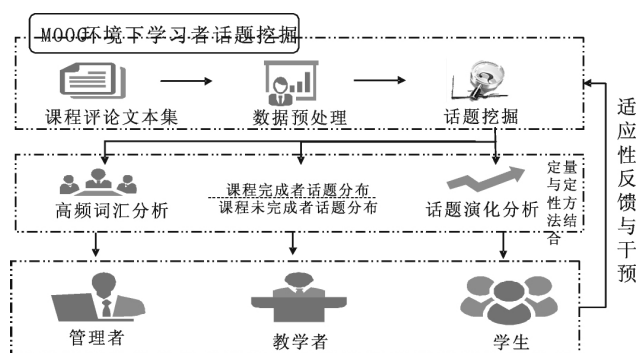 MOOC环境下学习者话题挖掘
课程评论文本集
数据预处理
话题挖掘
高频词汇分析
课程完成者话题分布
课程未完成者话题分布
话题演化分析
定量
与定
性方
法结
合
管理者
教学者
学生
适应性反馈与干预